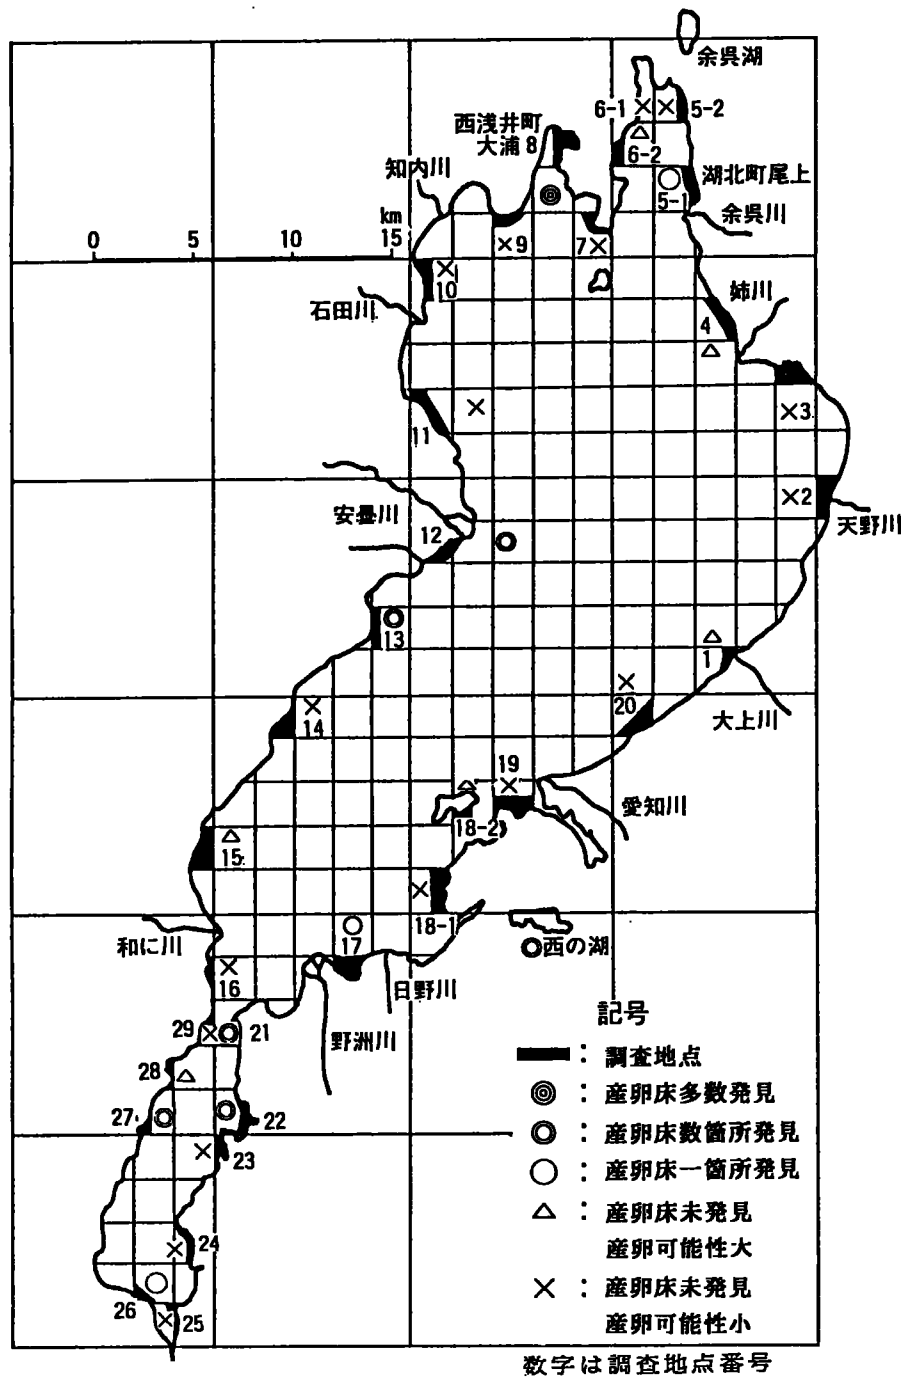 余呉湖
6-1
5-2
西浅井町
大浦8
6-2
知内川
湖北町尾上
5-1
余呉川
km
0
5
10
15
9
7
10
石田川
姉川
4
3
11
2
安曇川
天野川
12
13
1
20
大上川
14
19
愛知川
18-2
15
18-1
和に川
17
西の湖
16
日野川
記号
29
21
野洲川
：調査地点
28
：産卵床多数発見
27
22
：産卵床数箇所発見
23
：産卵床一箇所発見
：産卵床未発見
24
産卵可能性大
：産卵床未発見
26
25
産卵可能性小
数字は調査地点番号